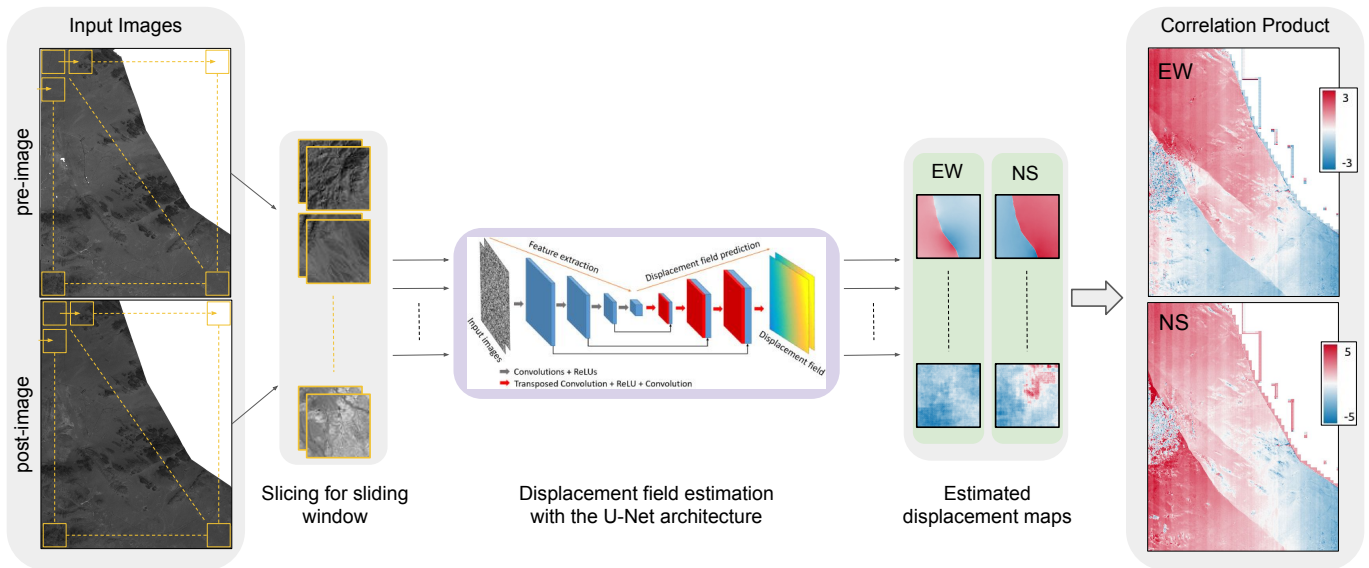 Input Images
pre-image
post-image
Slicing for sliding
window
Feature extraction
Displacement field prediction
Input images
Displacement field
Convolutions + ReLUs
Transposed Convolution + ReLU + Convolution
Displacement field estimation
with the U-Net architecture
EW
NS
Estimated
displacement maps
Correlation Product
EW
3
-3
NS
5
-5